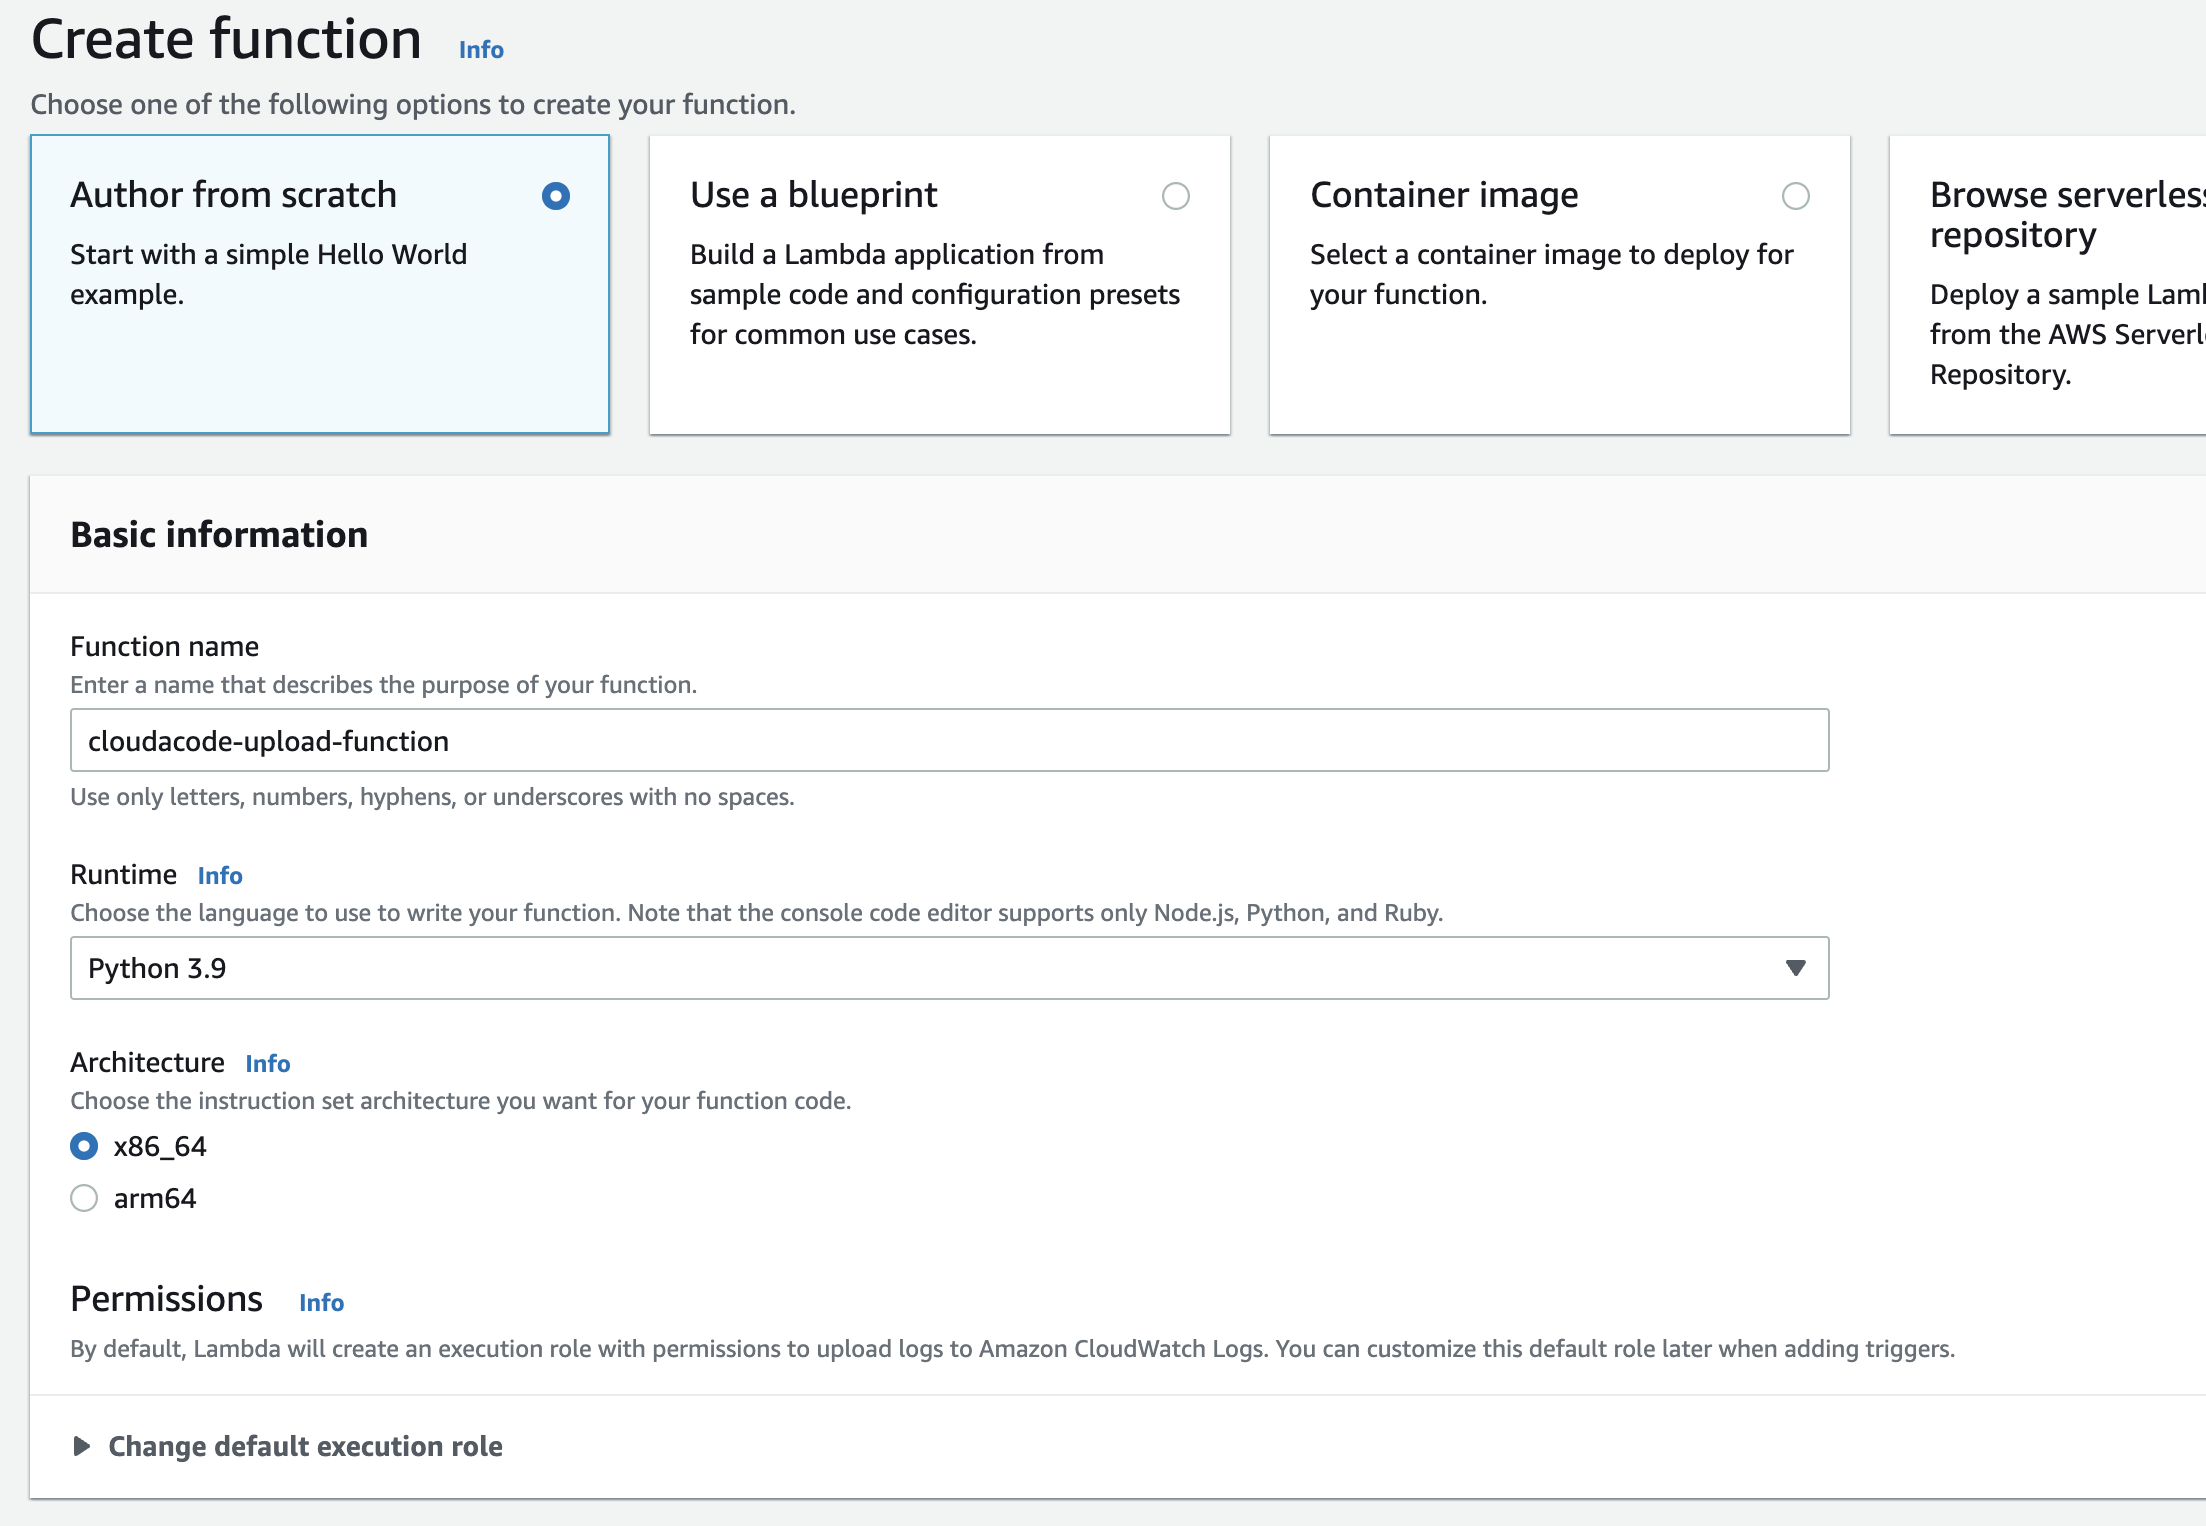 Create function Info
Choose one of the following options to create your function.
Author from scratch
Start with a simple Hello World
example.
Use a blueprint
Build a Lambda application from
sample code and configuration presets
for common use cases.
Container image
Select a container image to deploy for
your function.
Browse serverless
repository
Deploy a sample
from the AWS
Repository.
Basic information
Function name
Enter a name that describes the purpose of your function.
cloudacode-upload-function
Use only letters, numbers, hyphens, or underscores with no spaces.
Runtime Info
Choose the language to use to write your function. Note that the console code editor supports only Node.js, Python, and Ruby.
Python 3.9
Architecture Info
Choose the instruction set architecture you want for your function code.
x86_64
arm64
Permissions Info
By default, Lambda will create an execution role with permissions to upload logs to Amazon CloudWatch Logs. You can customize this default role later when adding triggers.
Change default execution role